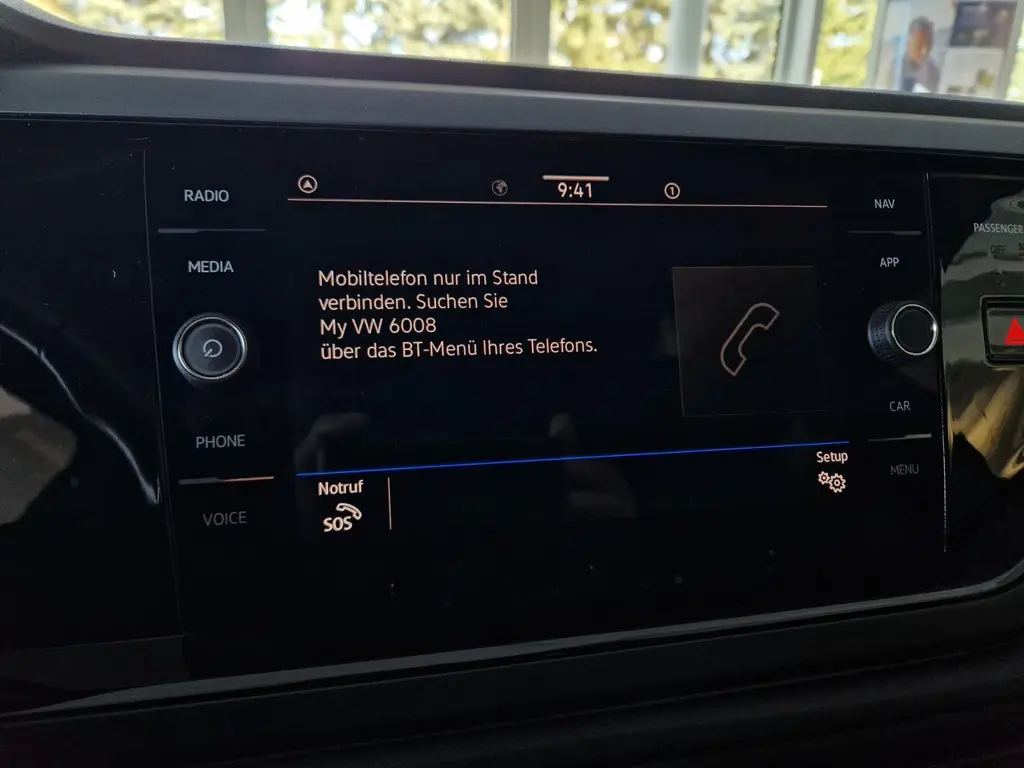 RADIO
MEDIA
PHONE
VOICE
9:41
1
Mobiltelefon nur im Stand
verbinden. Suchen Sie
My VW 6008
über das BT-Menü Ihres Telefons.
Notruf
SOS
Setup
NAV
APP
CAR
MENU
PASSENGER